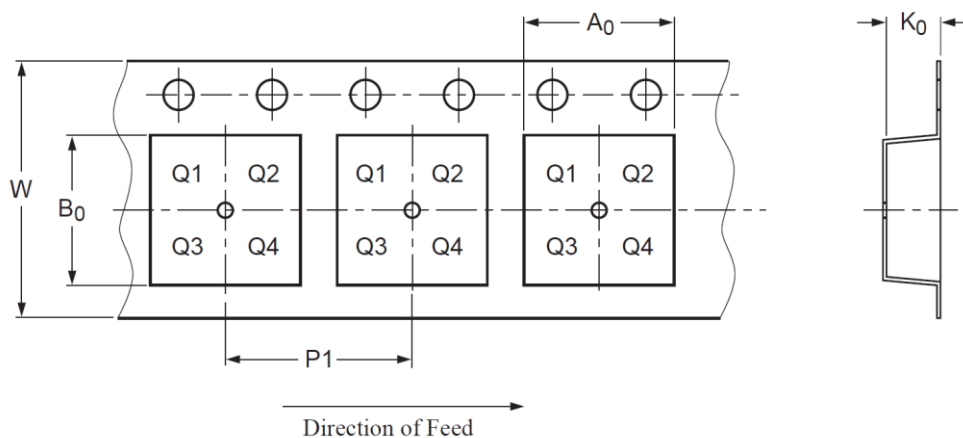 A0
K0
W
B0
Q1 Q2 Q1 Q2 Q1 Q2
Q3 Q4 Q3 Q4 Q3 Q4
P1
Direction of Feed